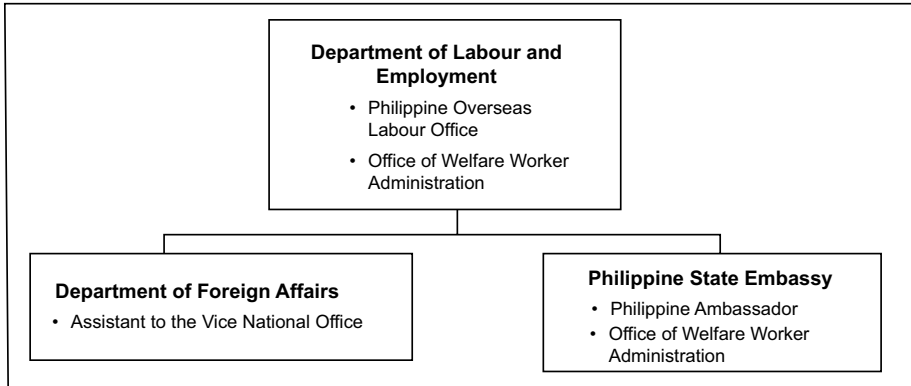 Department of Labour and
Employment
• Philippine Overseas
Labour Office
• Office of Welfare Worker
Administration
Department of Foreign Affairs
• Assistant to the Vice National Office
Philippine State Embassy
• Philippine Ambassador
• Office of Welfare Worker
Administration